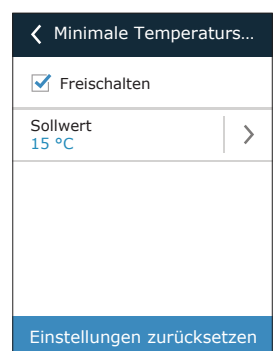 Minimale Temperaturs...
Freischalten
Sollwert
15 °C
Einstellungen zurücksetzen